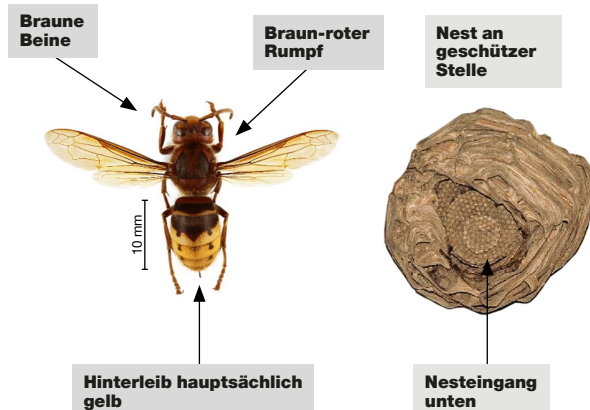 Braune
Beine
Braun-roter
Rumpf
Nest an
geschützer
Stelle
10 mm
Hinterleib hauptsächlich
gelb
Nesteingang
unten